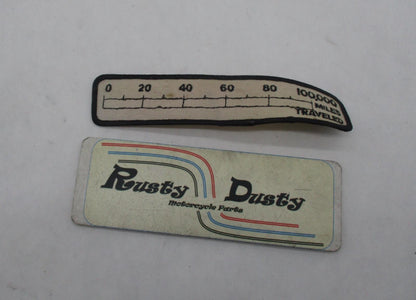 0 20 40 60 80 100,000
MILES
TRAVELED
Rusty Dusty
Motorcycle Parts